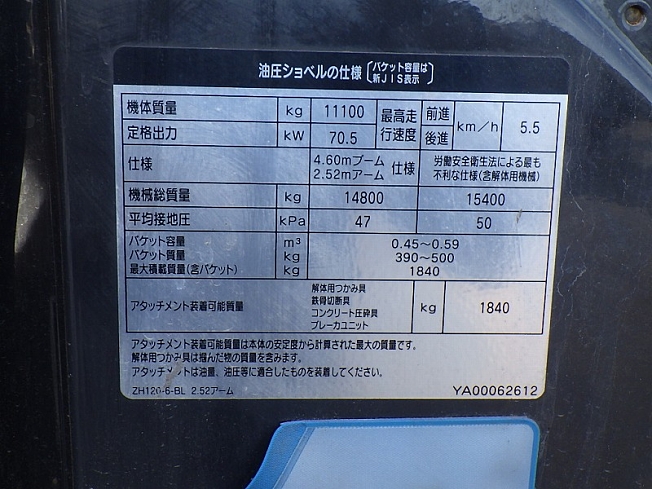 油圧ショベルの仕様〔バケット容量は新JIS表示〕
機体質量 kg 11100 最高走行速度 前進 後進 km/h 5.5
定格出力 kW 70.5
仕様 4.60mブーム 2.52mアーム 仕様 労働安全衛生法による最も不利な仕様(含解体用機械)
機械総質量 kg 14800 15400
平均接地圧 kPa 47 50
バケット容量 m³ 0.45～0.59
バケット質量 kg 390～500
最大積載質量(含バケット) kg 1840
アタッチメント装着可能質量 解体用つかみ具 鉄骨切断具 コンクリート圧砕具 ブレーカユニット kg 1840
アタッチメント装着可能質量は本体の安定度から計算された最大の質量です。
解体用つかみ具は掴んだ物の質量を含みます。
アタッチメントは油量、油圧等に適合したものを装着してください。
ZH120-6-BL 2.52アーム YA00062612